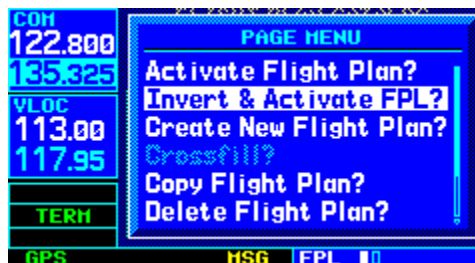 COM
122.800
135.325
VLOC
113.00
117.95
TERM
GPS
PAGE MENU
Activate Flight Plan?
Invert & Activate FPL?
Create New Flight Plan?
Crossfill?
Copy Flight Plan?
Delete Flight Plan?
MSG
FPL